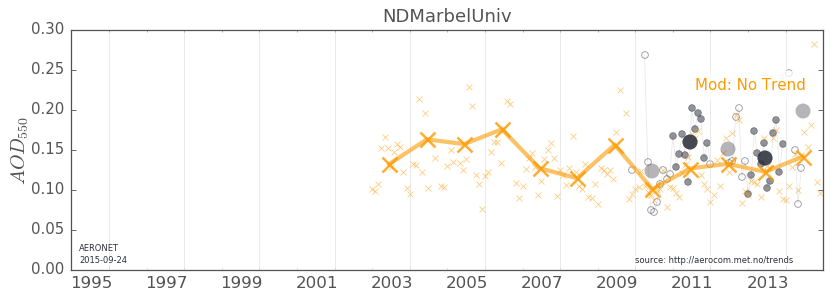 NDMarbelUniv
0.30
0.25
0.20
0.15
0.10
0.05
0.00
AOD550
Mod: No Trend
AERONET
2015-09-24
source: http://aerocom.met.no/trends
1995 1997 1999 2001 2003 2005 2007 2009 2011 2013